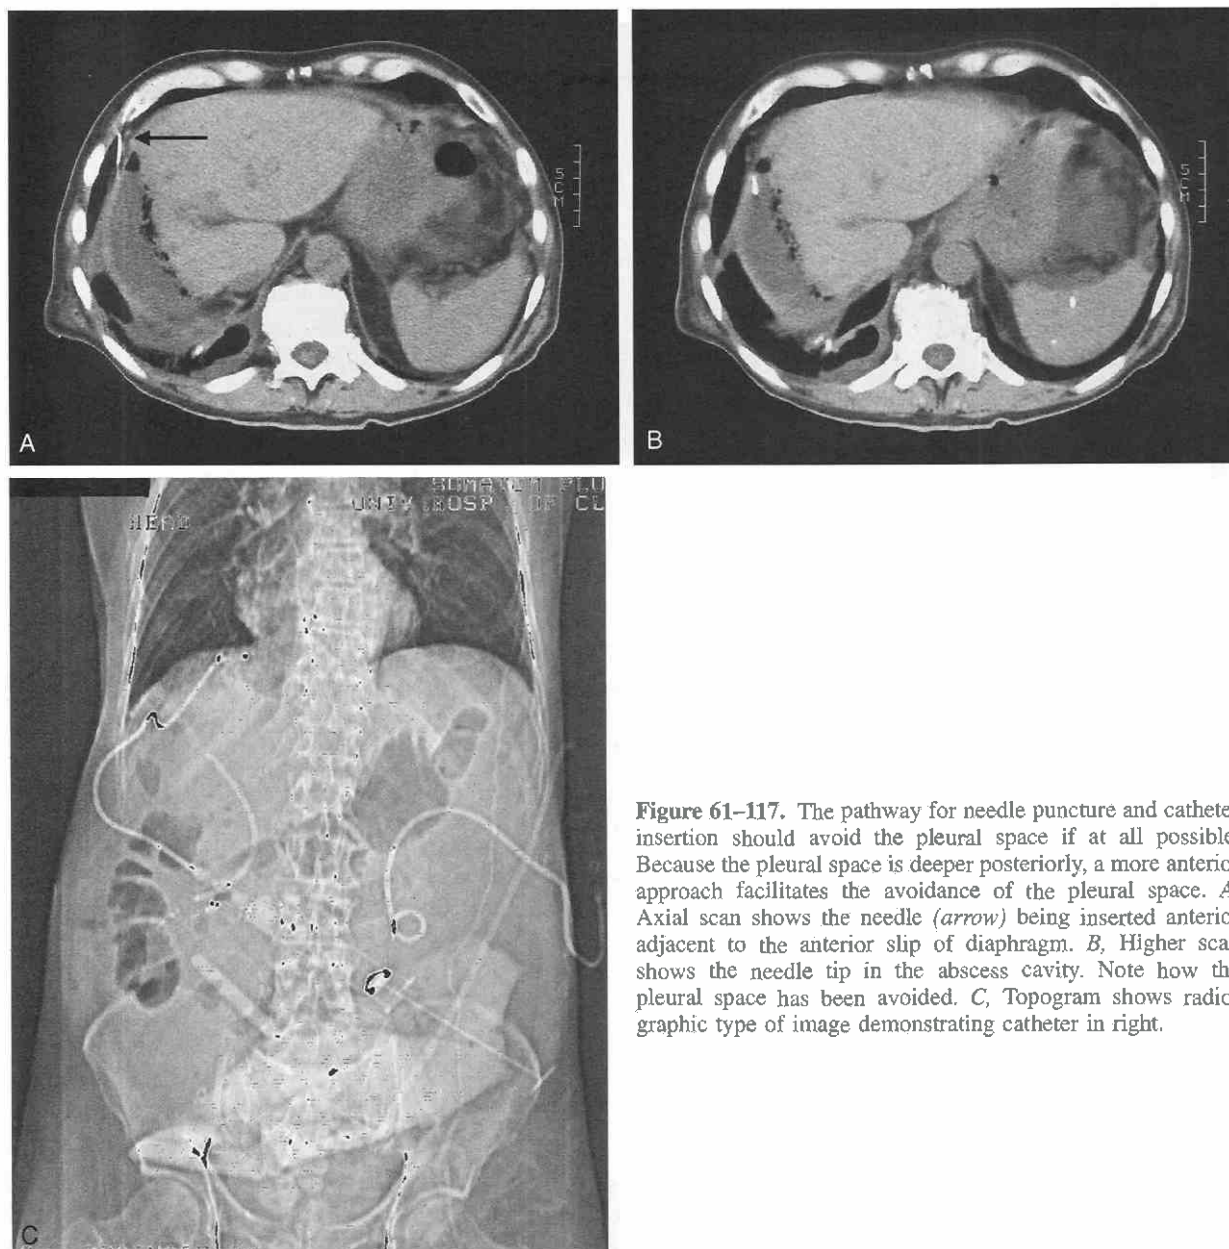 S
C
M
A
S
C
M
B
SOMATOM PLU
UNIV HOSP OF CL
HEAD
C
Figure 61–117. The pathway for needle puncture and cathete
insertion should avoid the pleural space if at all possible
Because the pleural space is deeper posteriorly, a more anterio
approach facilitates the avoidance of the pleural space. A
Axial scan shows the needle (arrow) being inserted anterio
adjacent to the anterior slip of diaphragm. B, Higher sca
shows the needle tip in the abscess cavity. Note how th
pleural space has been avoided. C, Topogram shows radio
graphic type of image demonstrating catheter in right.